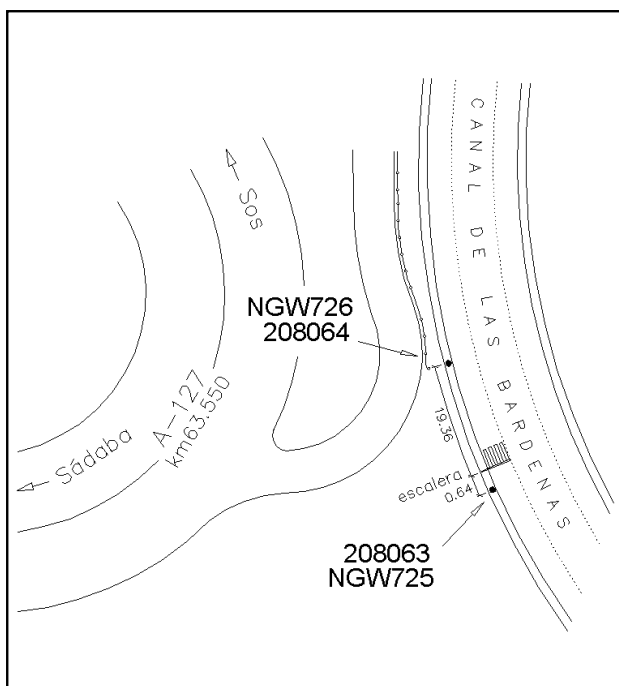 CANAL DE LAS BARDENAS
Sos
NGW726
208064
A-127
km63.550
Sádaba
19.36
escalera
0.64
208063
NGW725